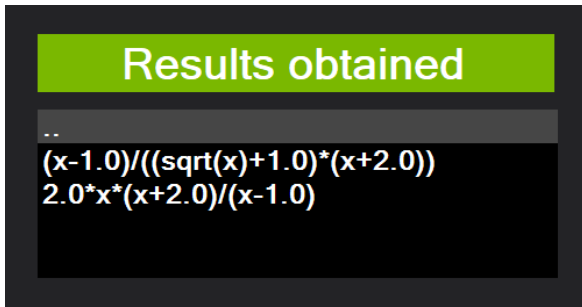 Results obtained
..
(x-1.0)/((sqrt(x)+1.0)*(x+2.0))
2.0*x*(x+2.0)/(x-1.0)